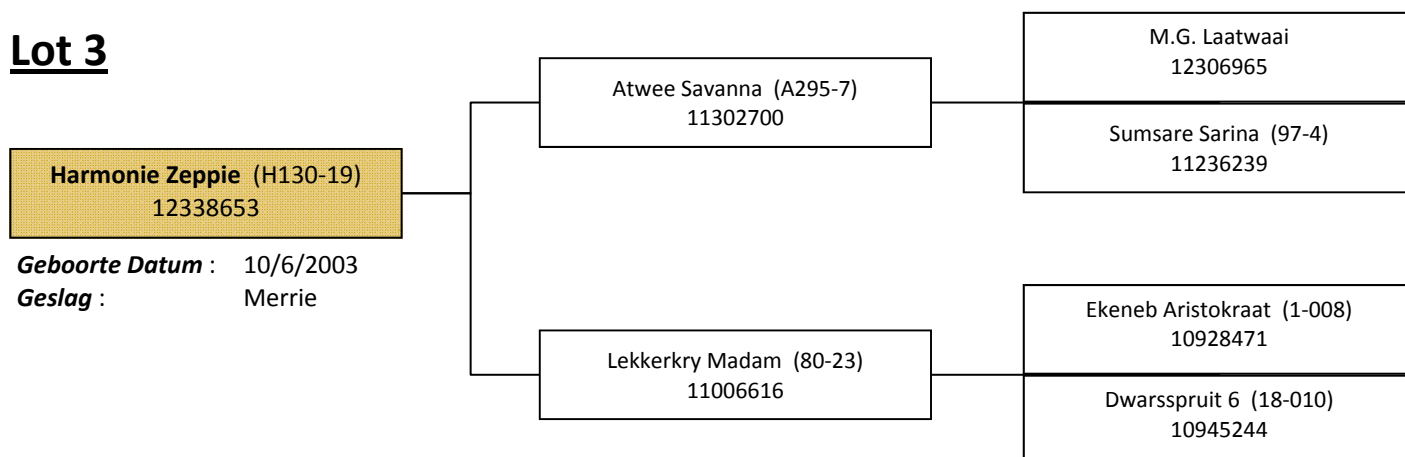 Lot 3
Harmonie Zeppie (H130-19)
12338653
Geboorte Datum : 10/6/2003
Geslag : Merrie
Atwee Savanna (A295-7)
11302700
Lekkerkry Madam (80-23)
11006616
M.G. Laatwaai
12306965
Sumsare Sarina (97-4)
11236239
Ekeneb Aristokraat (1-008)
10928471
Dwarsspruit 6 (18-010)
10945244